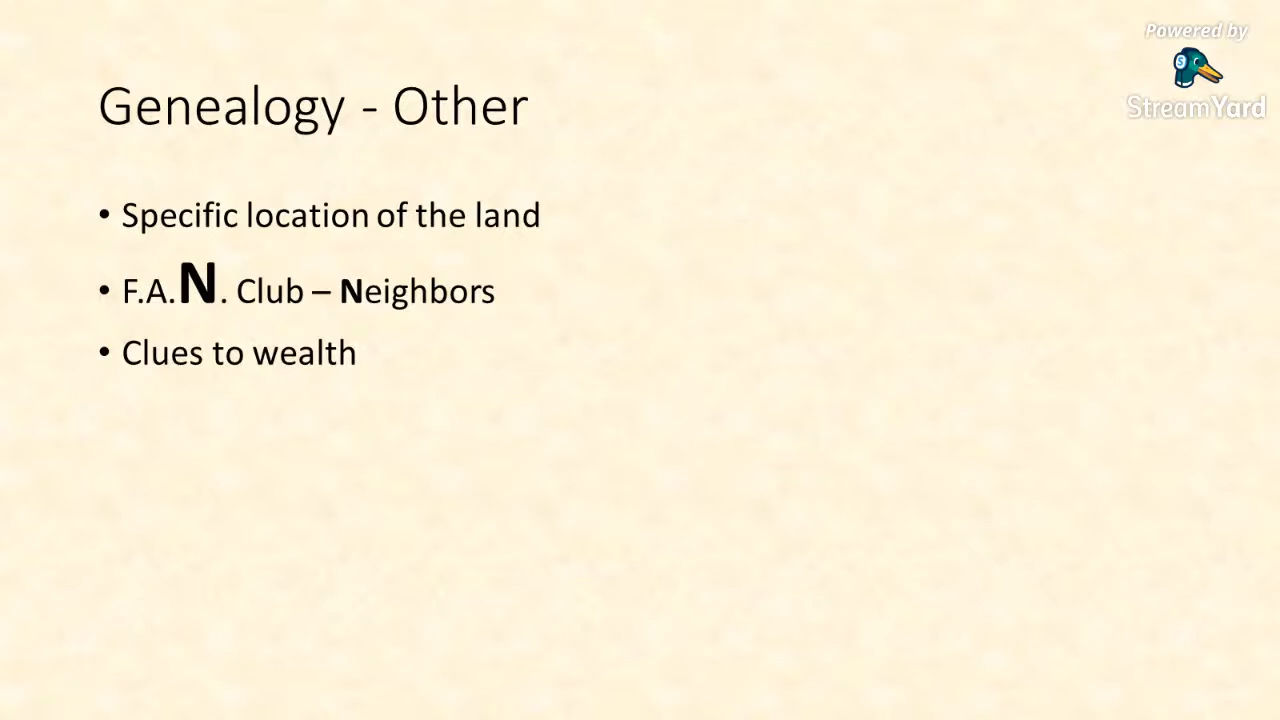 Powered by
StreamYard
Genealogy - Other
• Specific location of the land
• F.A.N. Club – Neighbors
• Clues to wealth